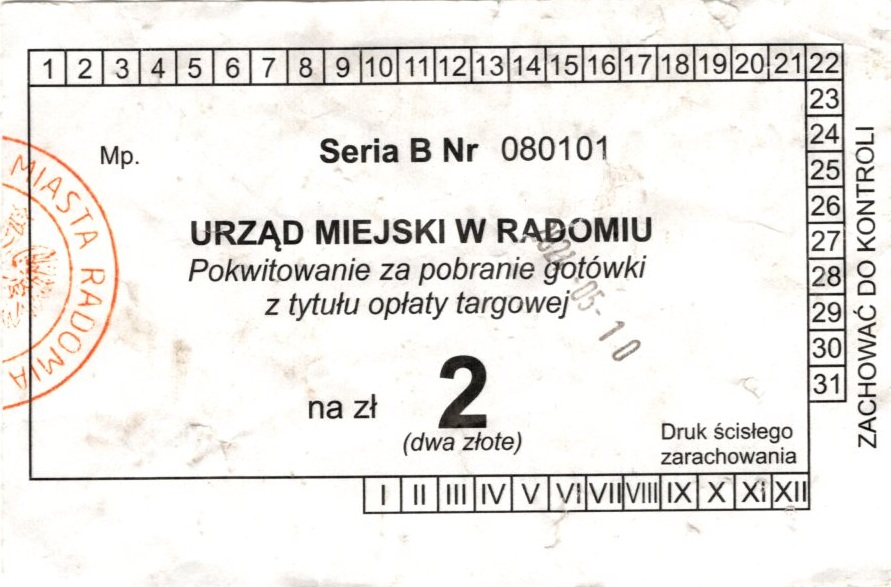 1 2 3 4 5 6 7 8 9 10 11 12 13 14 15 16 17 18 19 20 21 22
23
24
25
26
27
28
29
30
31
Mp.
Seria B Nr 080101
MIASTA RADOMIA
URZĄD MIEJSKI W RADOMIU
Pokwitowanie za pobranie gotówki
z tytułu opłaty targowej
05-10
na zł 2
(dwa złote)
Druk ścisłego
zarachowania
I II III IV V VI VII VIII IX X XI XII
ZACHOWAĆ DO KONTROLI